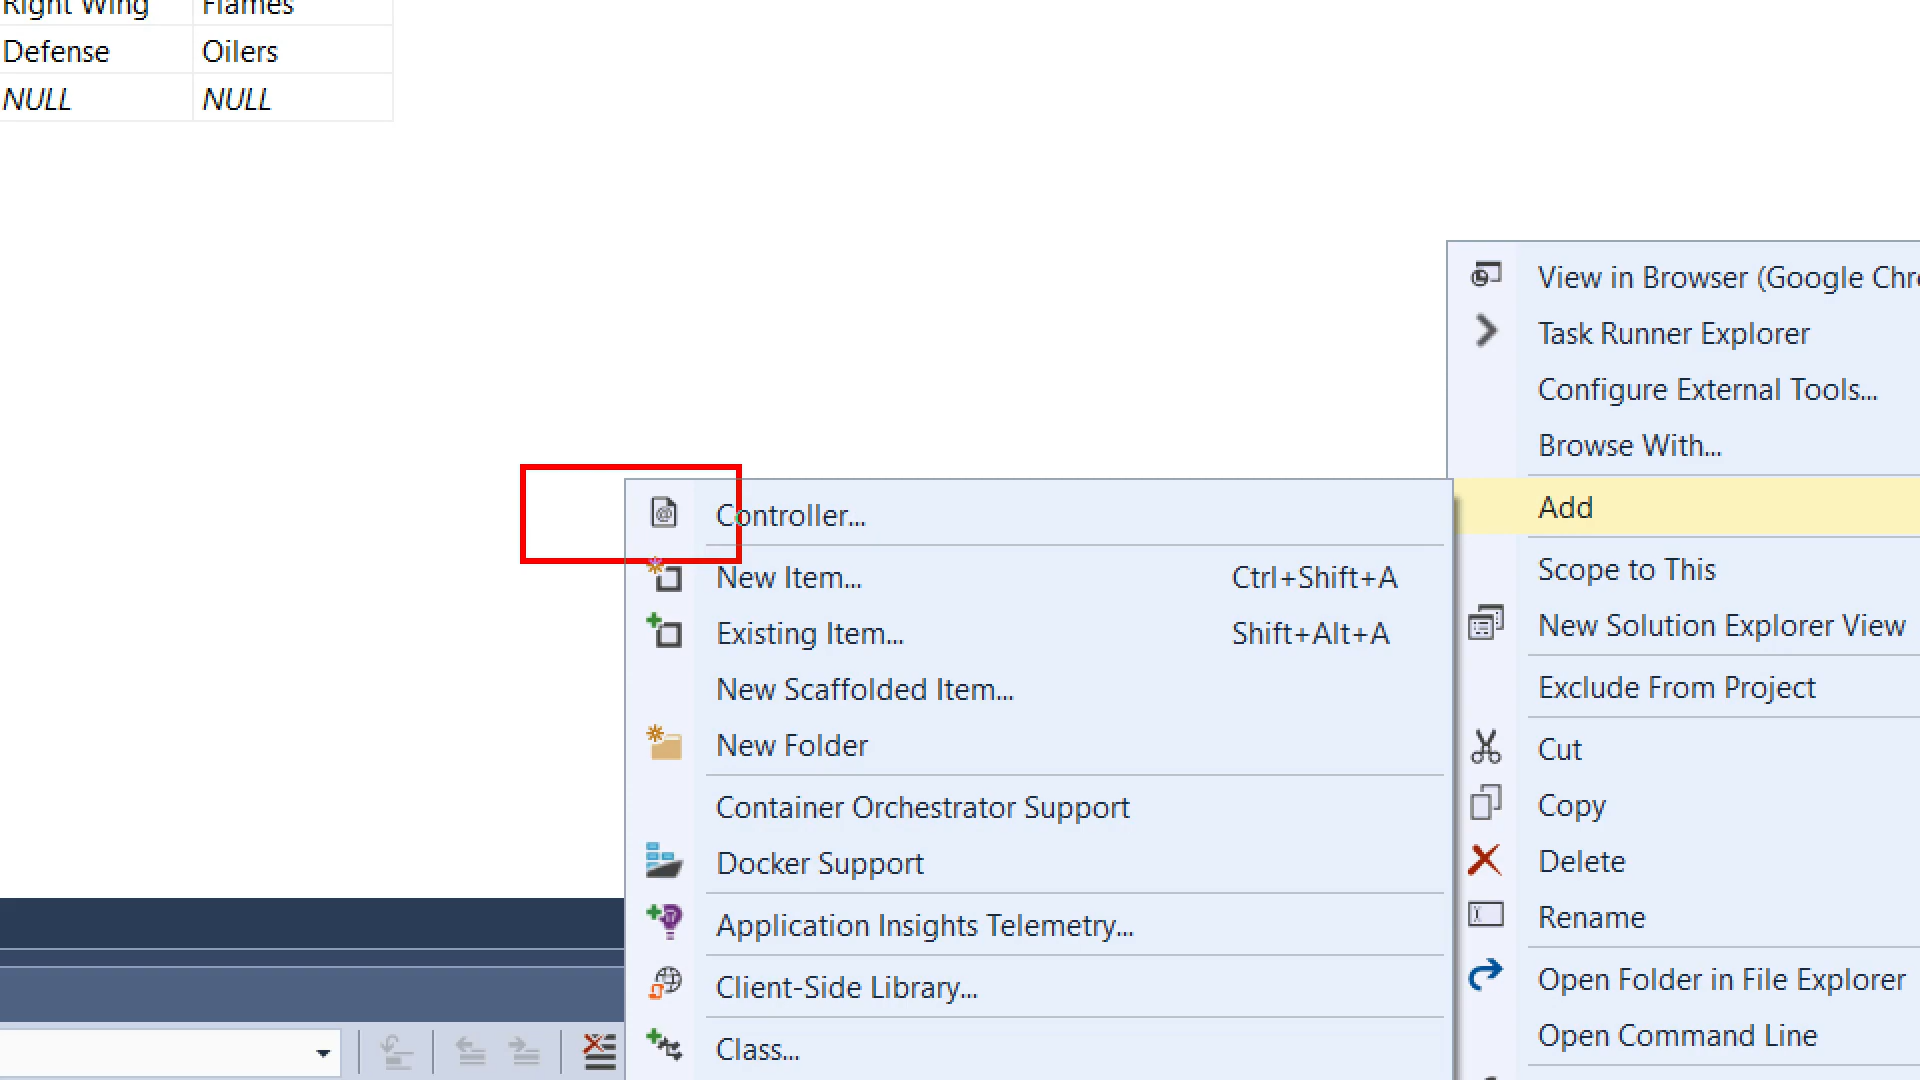 Right Wing Flames
Defense Oilers
NULL NULL
View in Browser (Google Chr
Task Runner Explorer
Configure External Tools...
Browse With...
Add
Scope to This
New Solution Explorer View
Exclude From Project
Cut
Copy
Delete
Rename
Open Folder in File Explorer
Open Command Line
Controller...
New Item... Ctrl+Shift+A
Existing Item... Shift+Alt+A
New Scaffolded Item...
New Folder
Container Orchestrator Support
Docker Support
Application Insights Telemetry...
Client-Side Library...
Class...